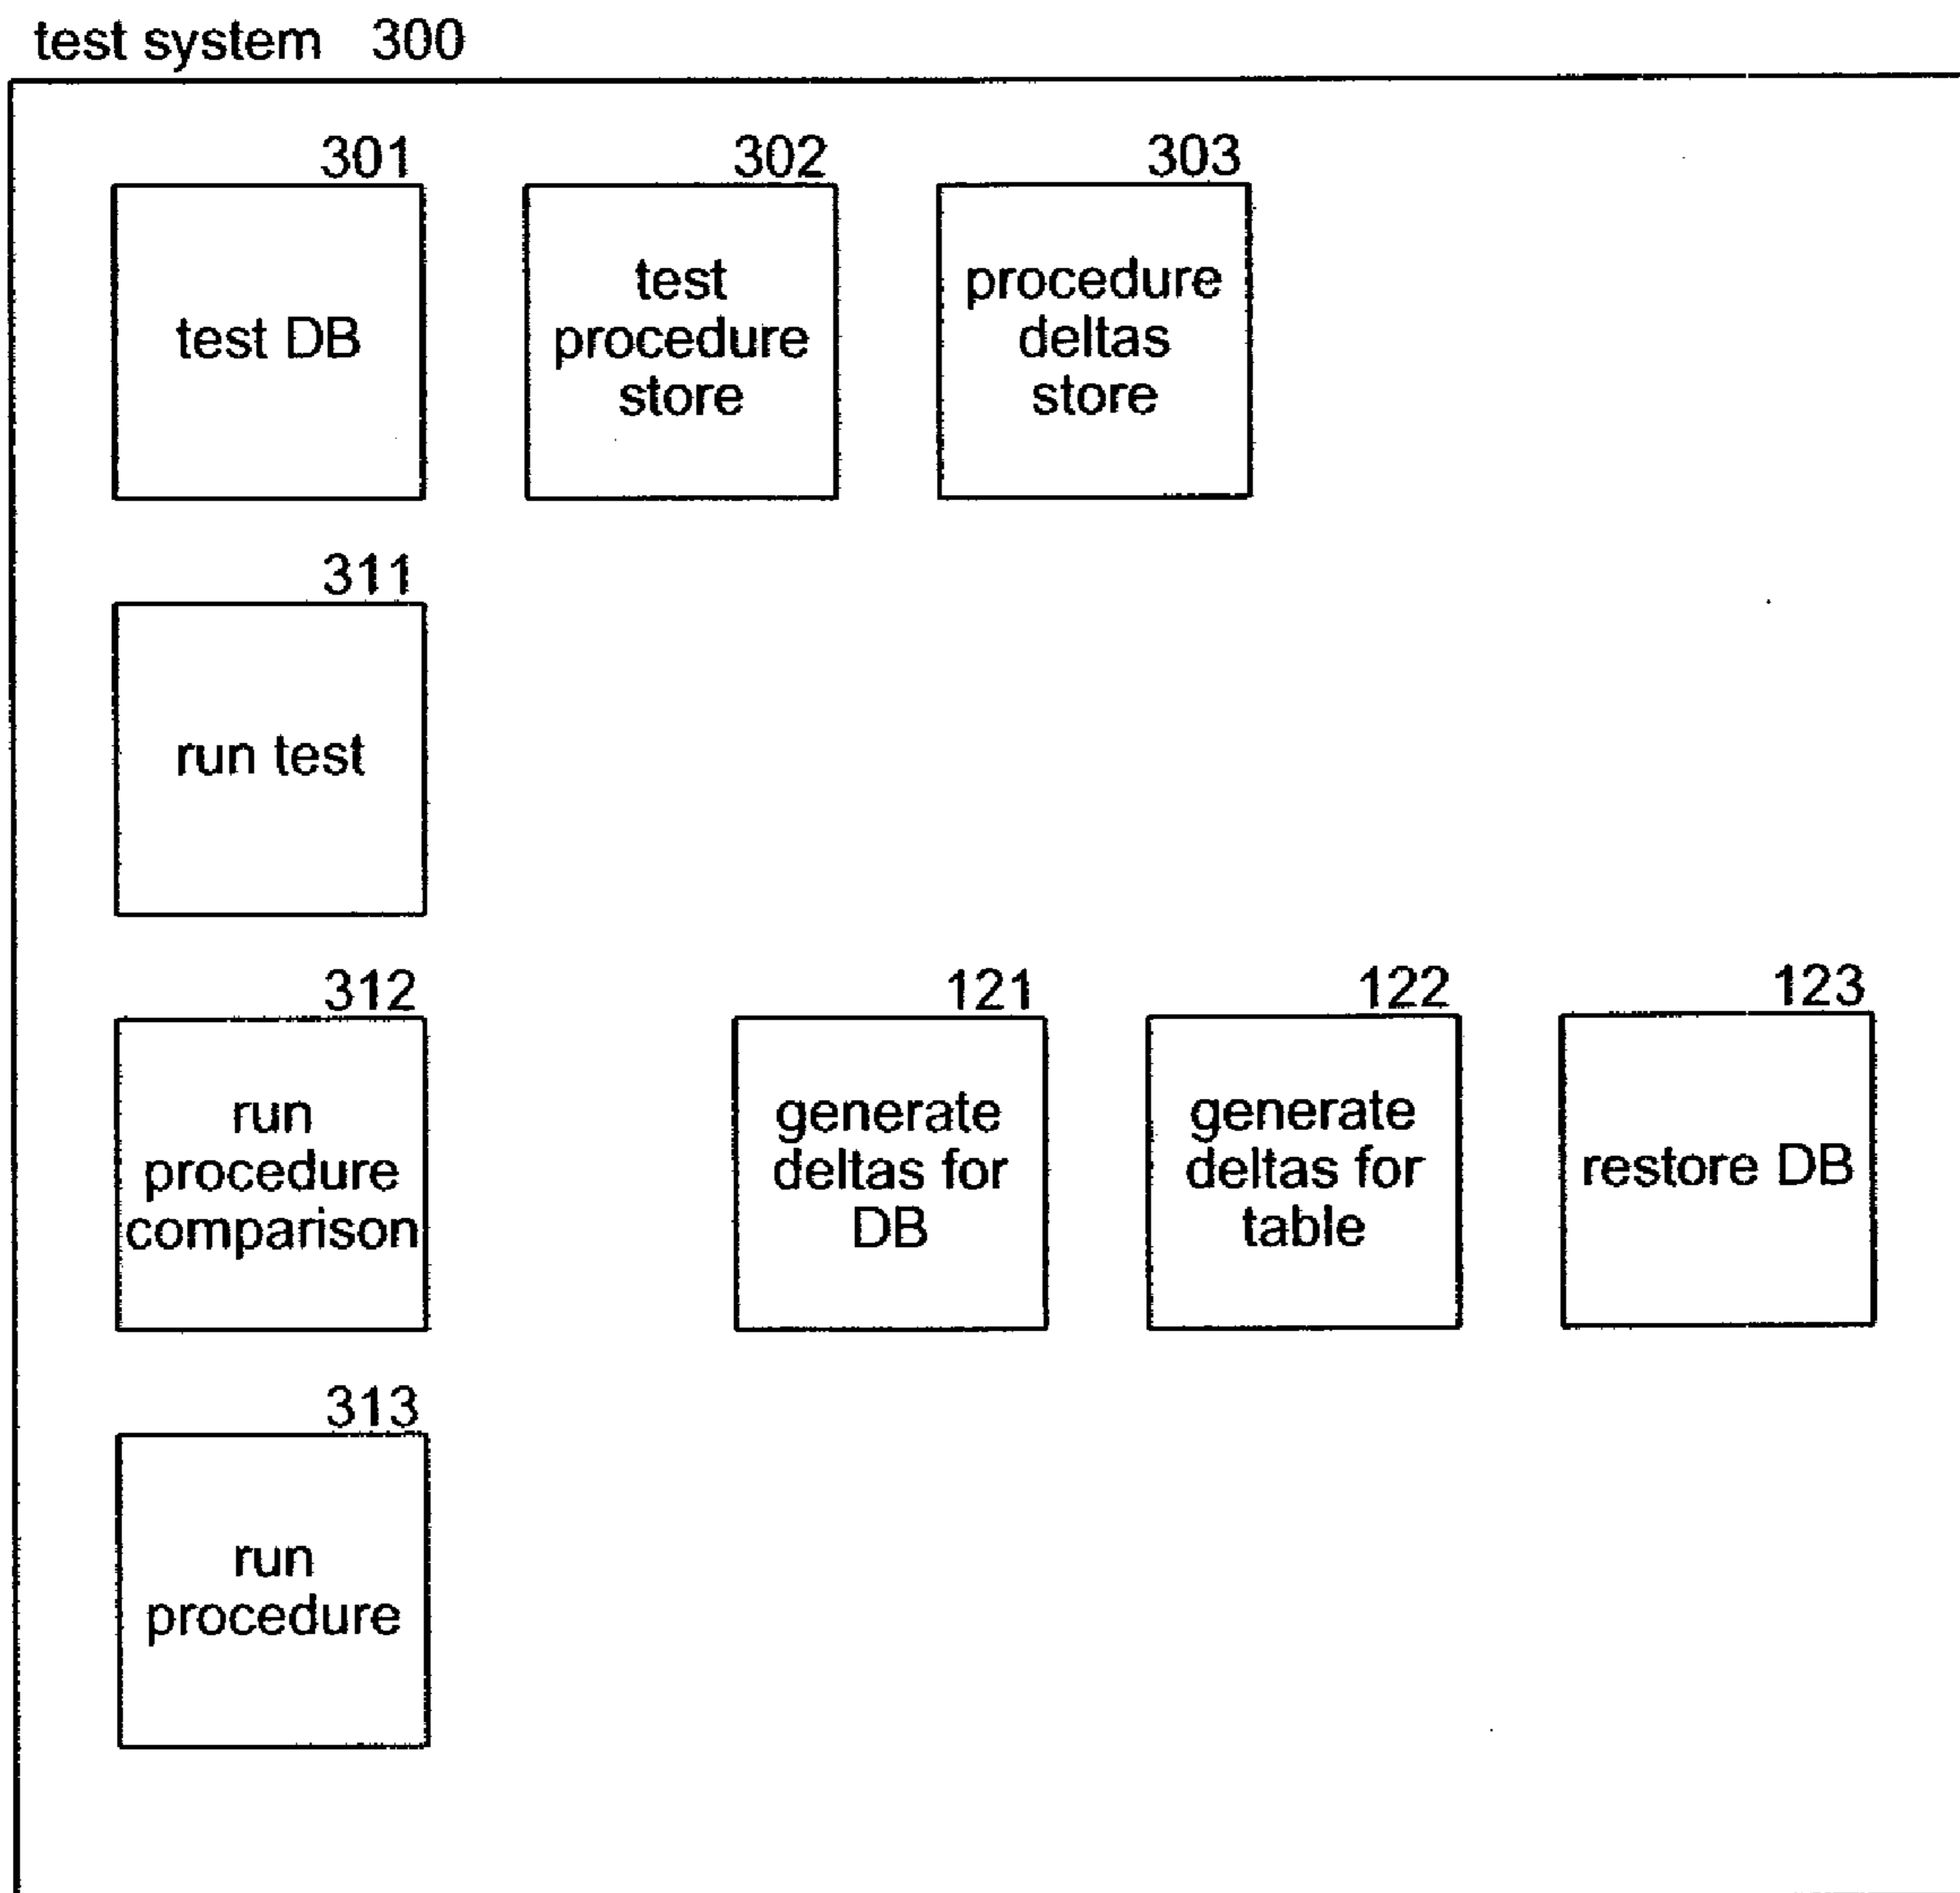 test system 300
301
test DB
302
test
procedure
store
303
procedure
deltas
store
311
run test
312
run
procedure
comparison
121
generate
deltas for
DB
122
generate
deltas for
table
123
restore DB
313
run
procedure